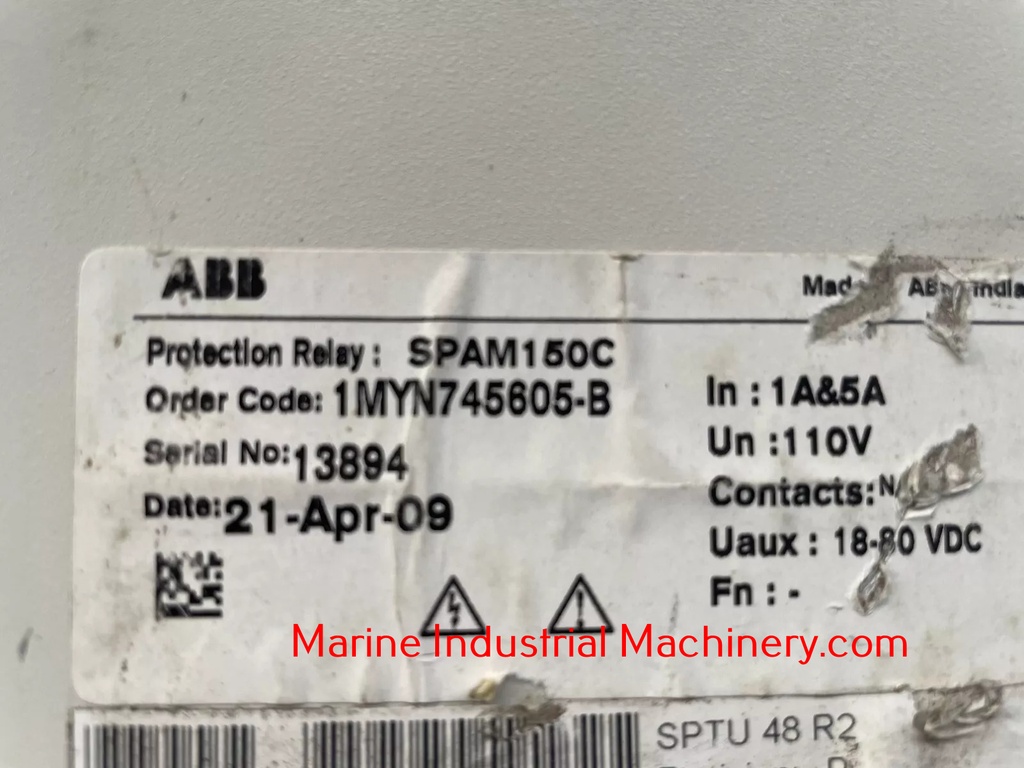 ABB
Protection Relay: SPAM150C
Order Code: 1MYN745605-B
Serial No: 13894
Date: 21-Apr-09
In : 1A&5A
Un :110V
Contacts:
Uaux : 18-80 VDC
Fn : -
Marine Industrial Machinery.com
SPTU 48 R2